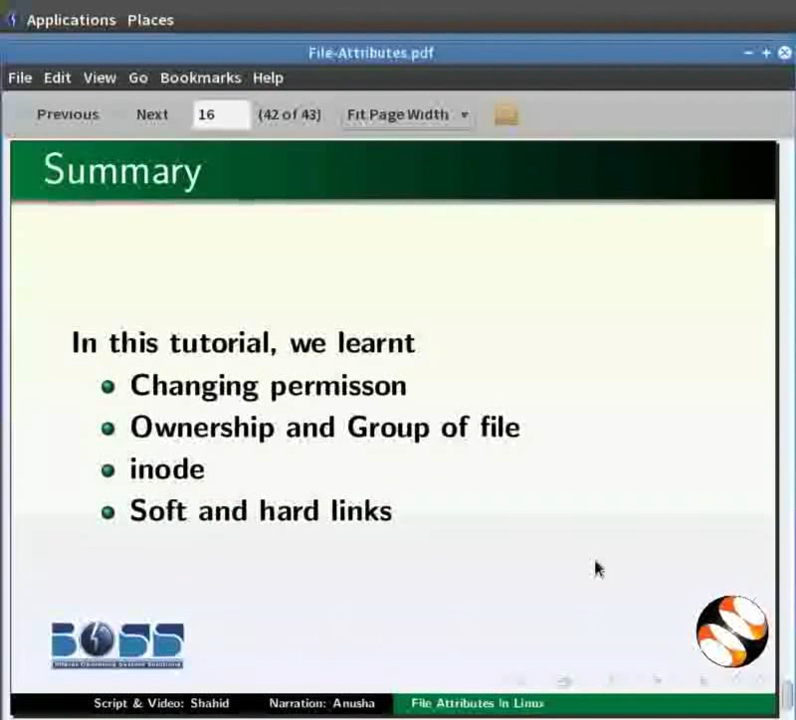 Applications Places
File-Attributes.pdf
File Edit View Go Bookmarks Help
Previous Next 16 (42 of 43) Fit Page Width
Summary
In this tutorial, we learnt
Changing permisson
Ownership and Group of file
inode
Soft and hard links
BOSS
Script & Video: Shahid Narration: Anusha File Attributes In Linux